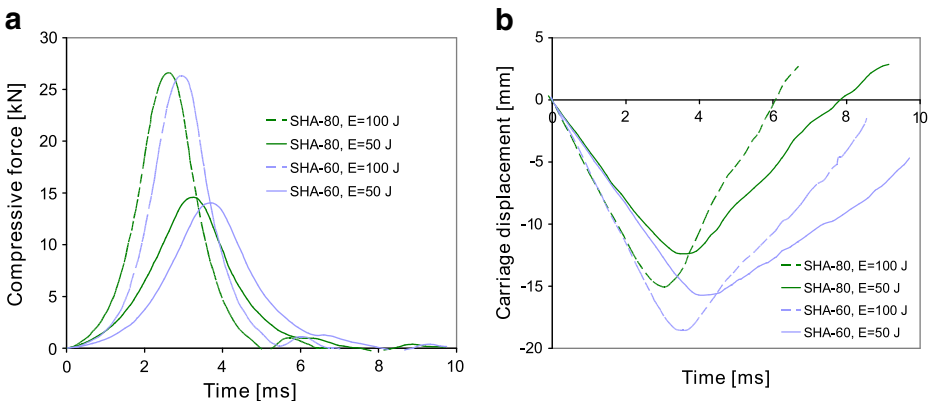 a
Compressive force [kN]
30
25
20
15
10
5
0
0 2 4 6 8 10
Time [ms]
SHA-80, E=100 J
SHA-80, E=50 J
SHA-60, E=100 J
SHA-60, E=50 J
b
Carriage displacement [mm]
5
0
-5
-10
-15
-20
0 2 4 6 8 10
Time [ms]
SHA-80, E=100 J
SHA-80, E=50 J
SHA-60, E=100 J
SHA-60, E=50 J